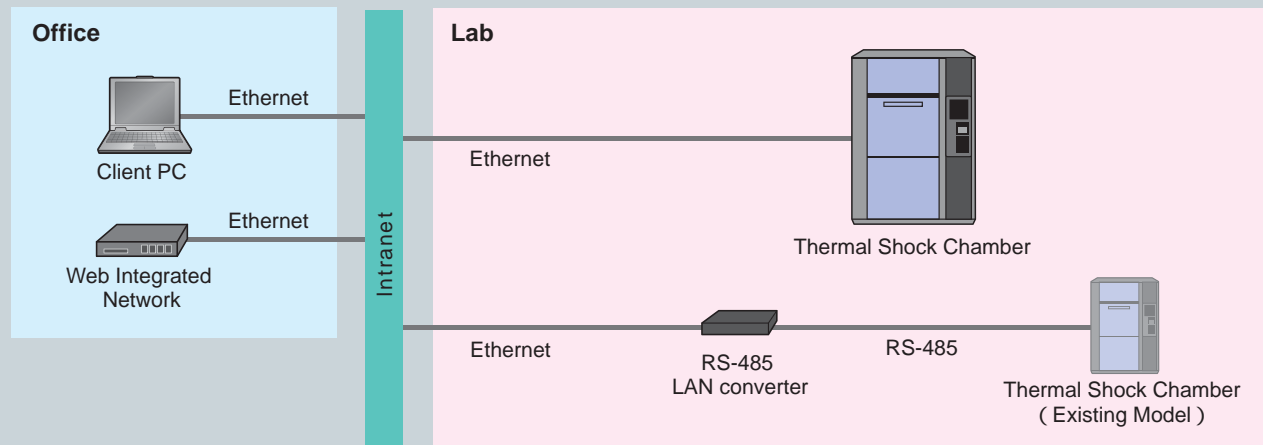 Office
Ethernet
Client PC
Ethernet
Web Integrated
Network
Intranet
Lab
Ethernet
Thermal Shock Chamber
Ethernet
RS-485
LAN converter
RS-485
Thermal Shock Chamber
( Existing Model )